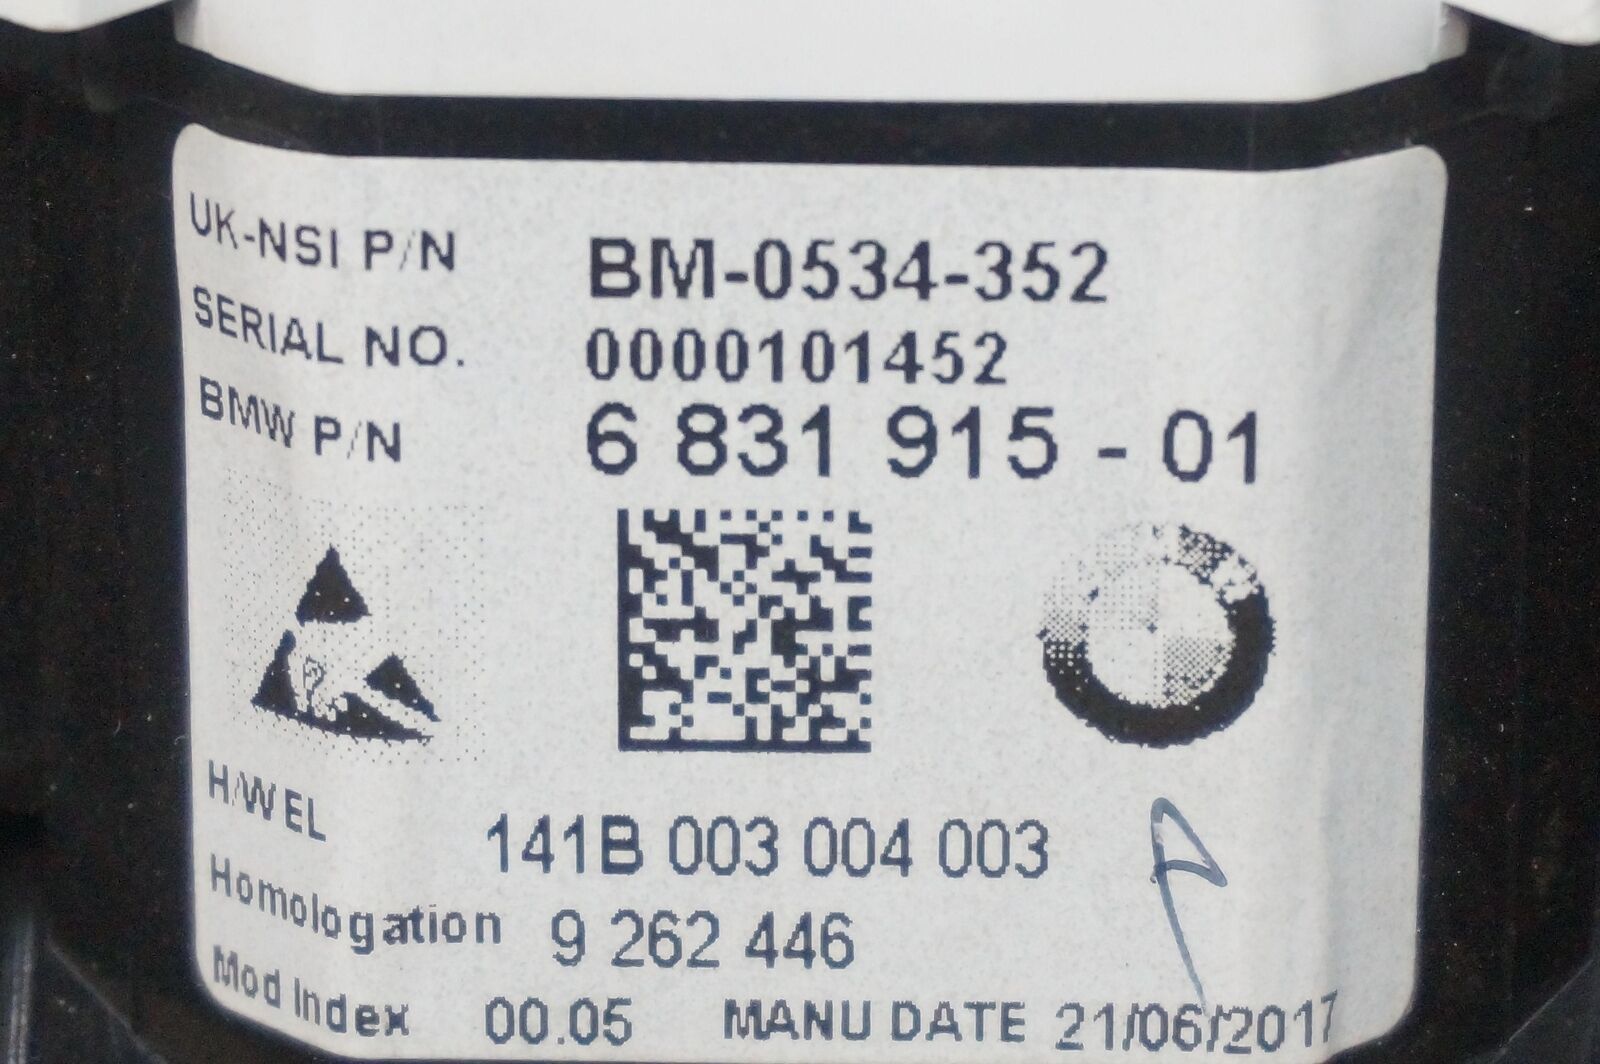 UK-NSI P/N BM-0534-352
SERIAL NO. 0000101452
BMW P/N 6 831 915 - 01
H/W EL 141B 003 004 003
Homologation 9 262 446
Mod Index 00.05 MANU DATE 21/06/2017